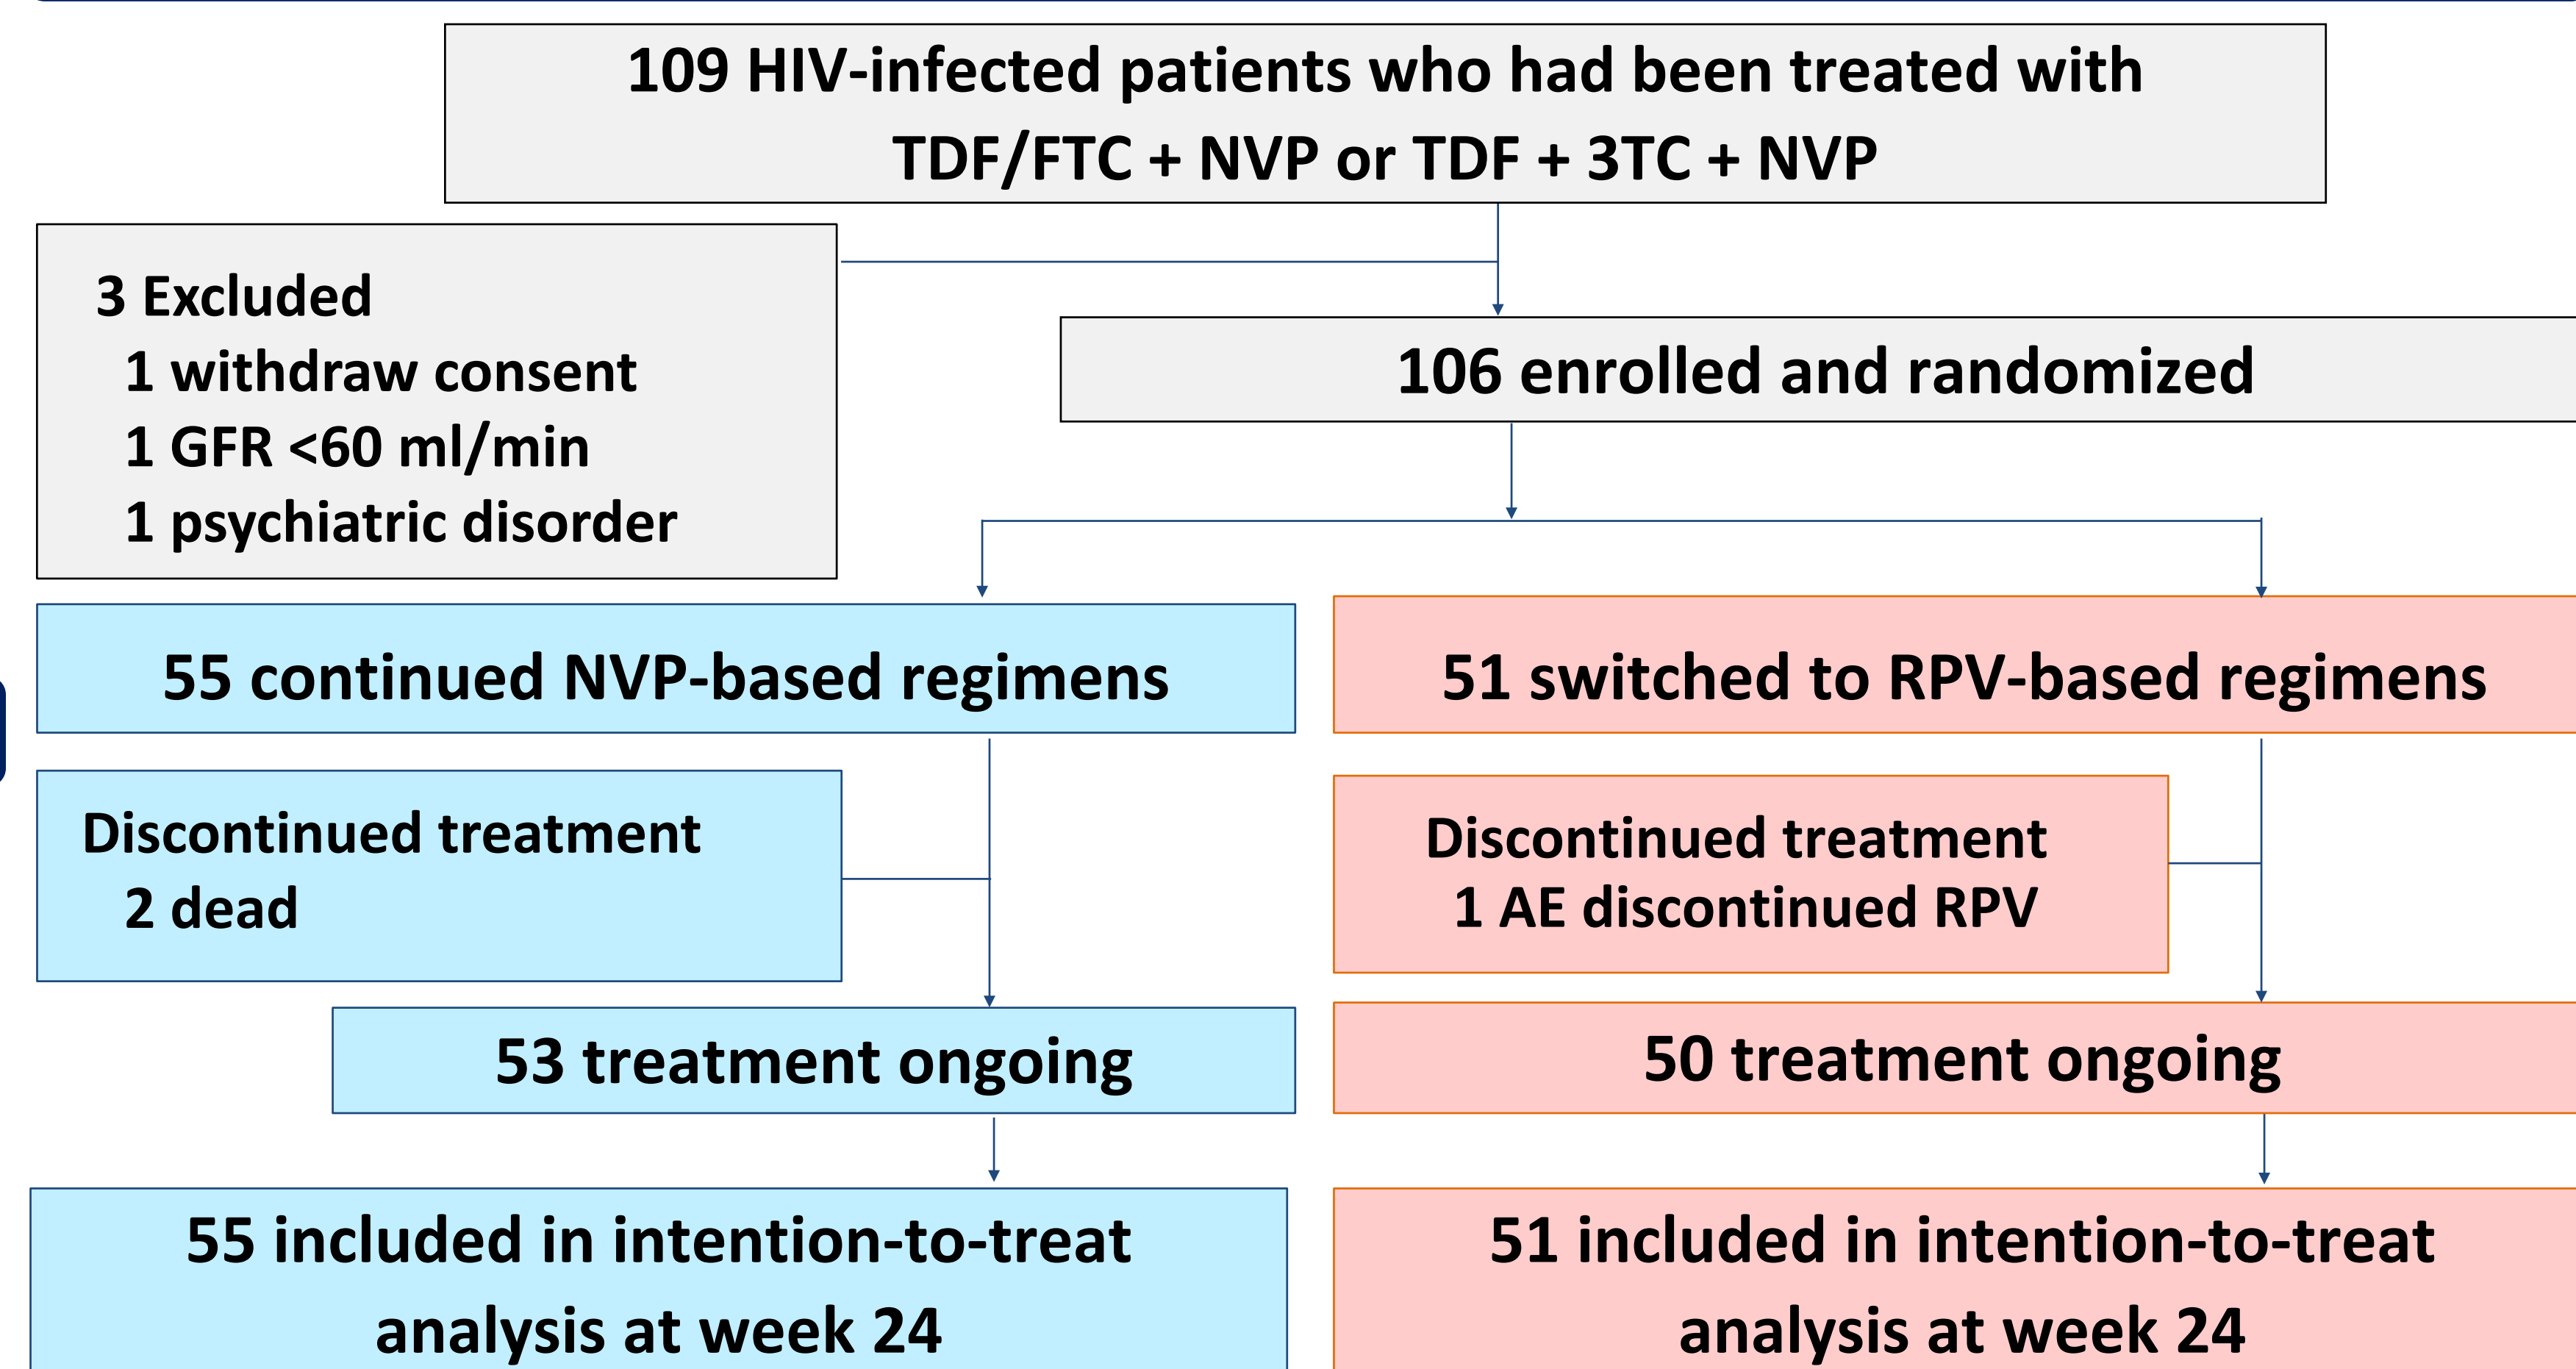 109 HIV-infected patients who had been treated with
TDF/FTC + NVP or TDF + 3TC + NVP
3 Excluded
1 withdraw consent
1 GFR <60 ml/min
1 psychiatric disorder
106 enrolled and randomized
55 continued NVP-based regimens
51 switched to RPV-based regimens
Discontinued treatment
2 dead
Discontinued treatment
1 AE discontinued RPV
53 treatment ongoing
50 treatment ongoing
55 included in intention-to-treat
analysis at week 24
51 included in intention-to-treat
analysis at week 24